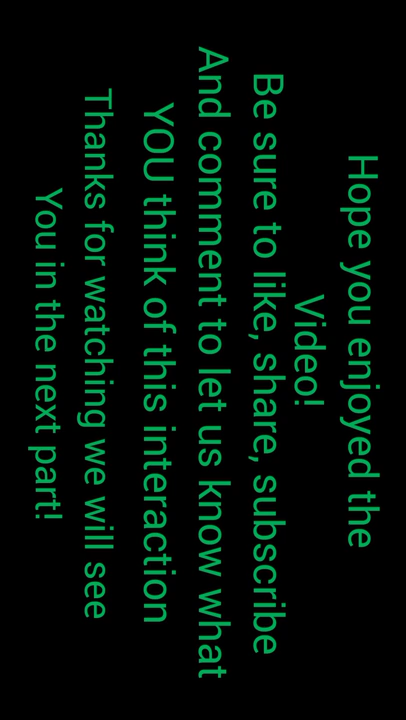 Hope you enjoyed the
Video!
Be sure to like, share, subscribe
And comment to let us know what
YOU think of this interaction
Thanks for watching we will see
You in the next part!